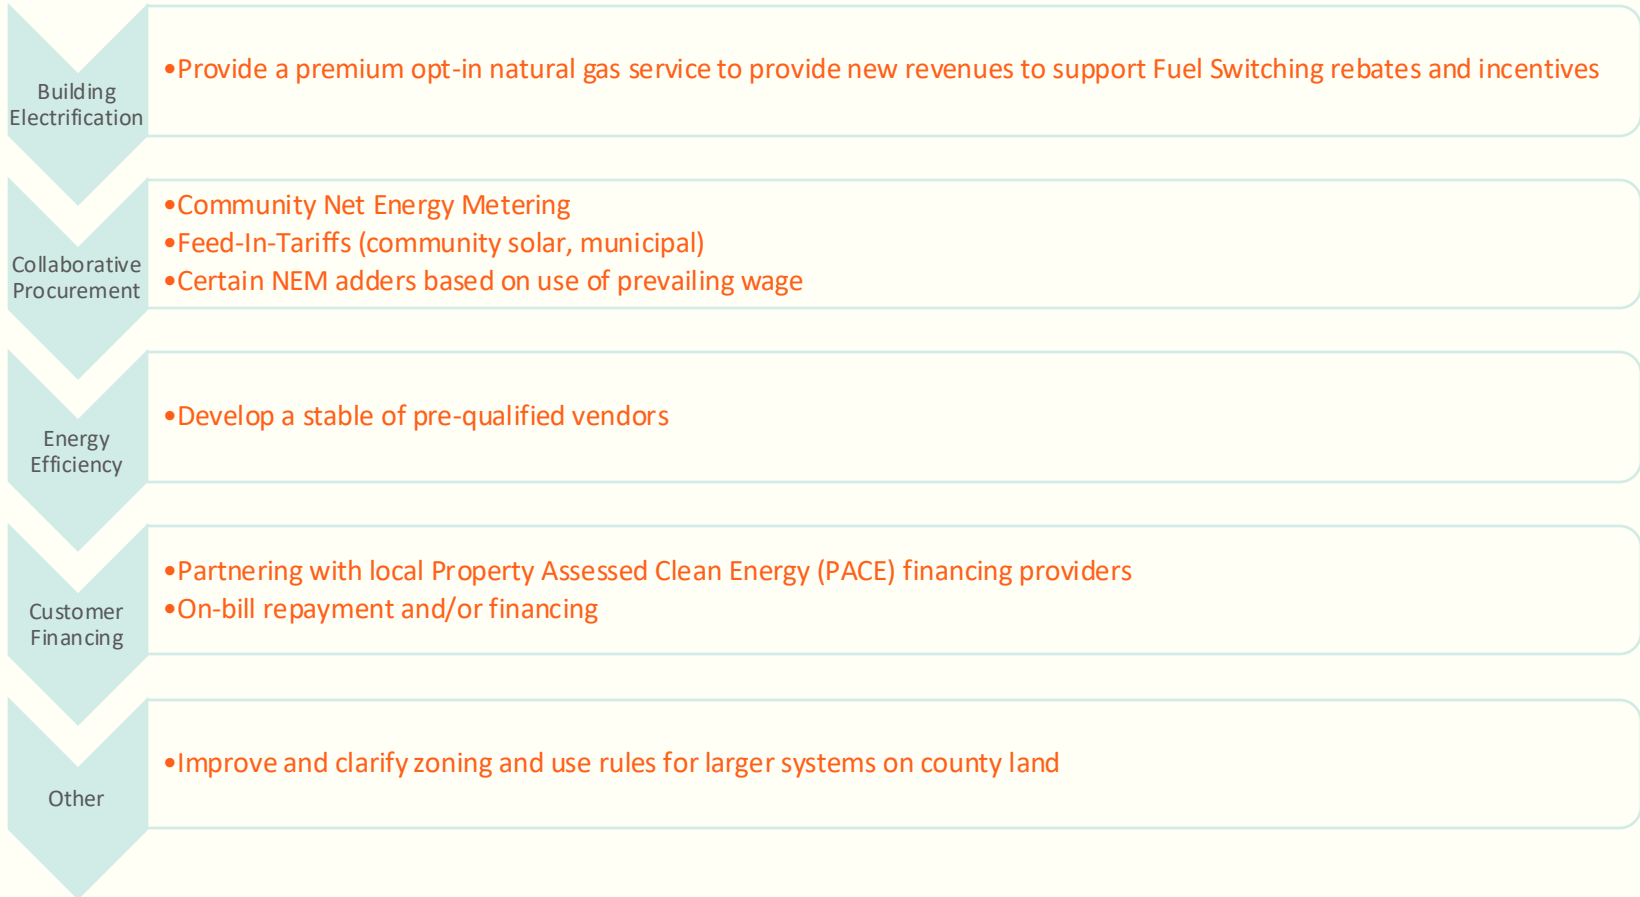 Building
Electrification
•Provide a premium opt-in natural gas service to provide new revenues to support Fuel Switching rebates and incentives
Collaborative
Procurement
•Community Net Energy Metering
•Feed-In-Tariffs (community solar, municipal)
•Certain NEM adders based on use of prevailing wage
Energy
Efficiency
•Develop a stable of pre-qualified vendors
Customer
Financing
•Partnering with local Property Assessed Clean Energy (PACE) financing providers
•On-bill repayment and/or financing
Other
•Improve and clarify zoning and use rules for larger systems on county land